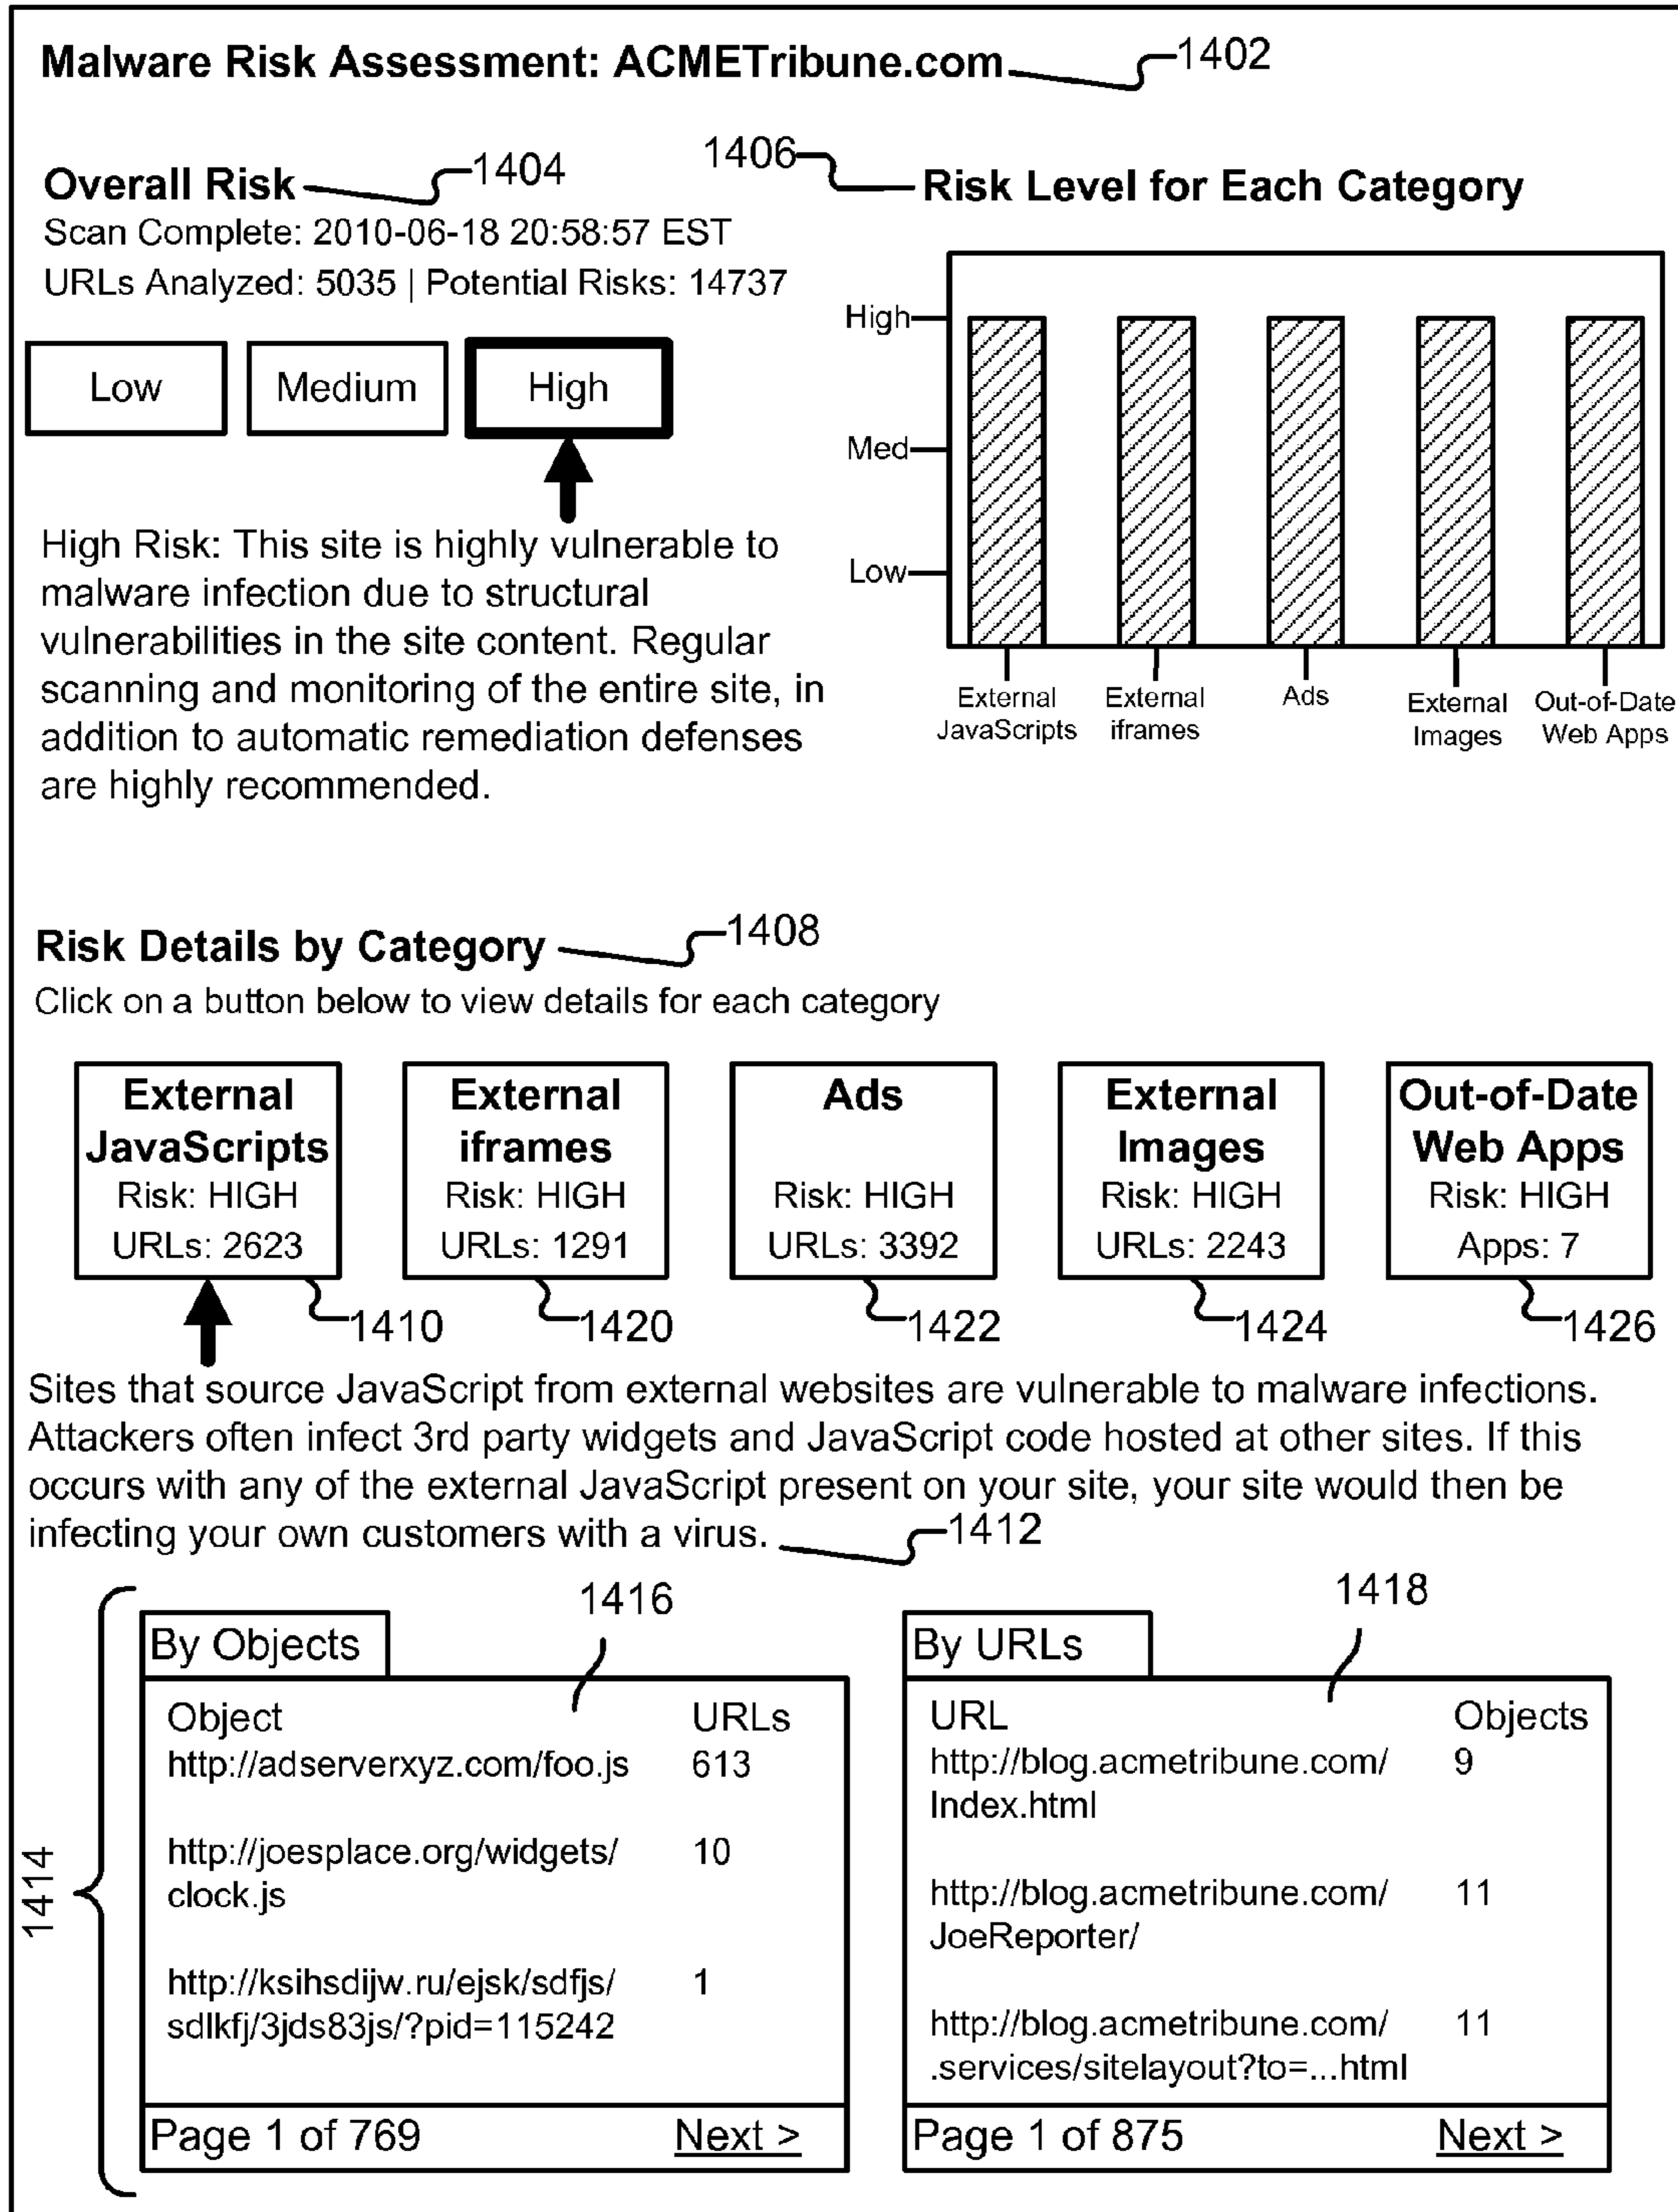 Malware Risk Assessment: ACMETribune.com
1402
Overall Risk
1404
Scan Complete: 2010-06-18 20:58:57 EST
URLs Analyzed: 5035 | Potential Risks: 14737
Low
Medium
High
High Risk: This site is highly vulnerable to
malware infection due to structural
vulnerabilities in the site content. Regular
scanning and monitoring of the entire site, in
addition to automatic remediation defenses
are highly recommended.
1406
Risk Level for Each Category
High
Med
Low
External
JavaScripts
External
iframes
Ads
External
Images
Out-of-Date
Web Apps
Risk Details by Category
1408
Click on a button below to view details for each category
External
JavaScripts
Risk: HIGH
URLs: 2623
1410
External
iframes
Risk: HIGH
URLs: 1291
1420
Ads
Risk: HIGH
URLs: 3392
1422
External
Images
Risk: HIGH
URLs: 2243
1424
Out-of-Date
Web Apps
Risk: HIGH
Apps: 7
1426
Sites that source JavaScript from external websites are vulnerable to malware infections.
Attackers often infect 3rd party widgets and JavaScript code hosted at other sites. If this
occurs with any of the external JavaScript present on your site, your site would then be
infecting your own customers with a virus.
1412
1414
By Objects
1416
Object URLs
http://adserverxyz.com/foo.js 613
http://joesplace.org/widgets/ 10
clock.js
http://ksihsdijw.ru/ejsk/sdfjs/ 1
sdlkfj/3jds83js/?pid=115242
Page 1 of 769 Next >
By URLs
1418
URL Objects
http://blog.acmetribune.com/ 9
Index.html
http://blog.acmetribune.com/ 11
JoeReporter/
http://blog.acmetribune.com/ 11
.services/sitelayout?to=...html
Page 1 of 875 Next >